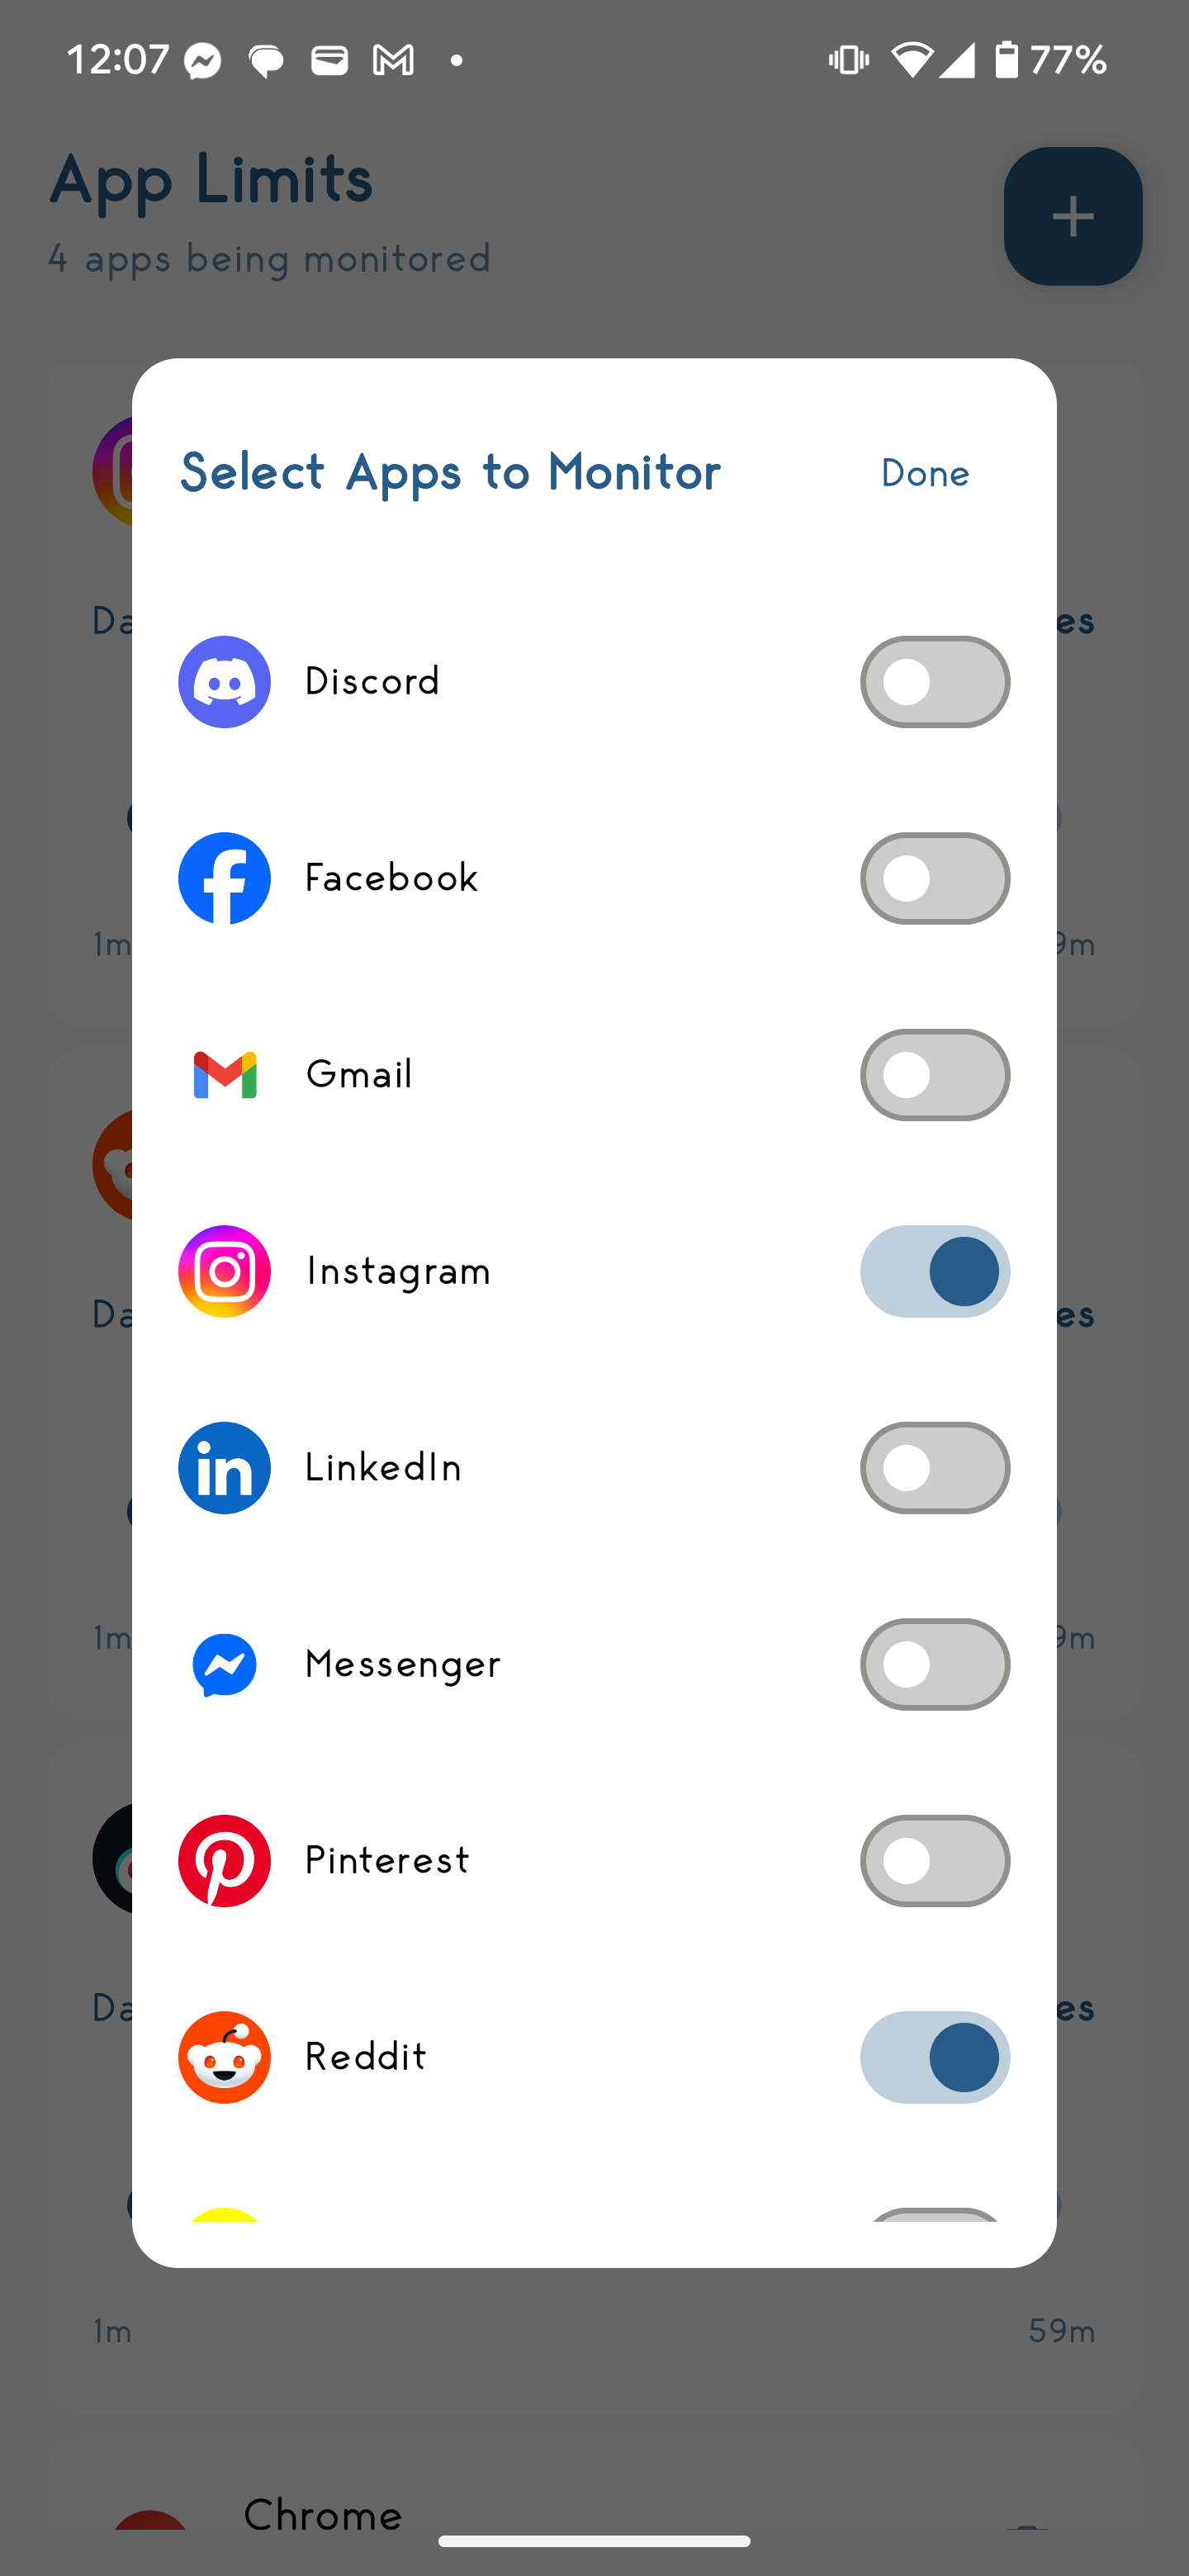 12:07 77%
App Limits
4 apps being monitored
Select Apps to Monitor Done
Da es
Discord
Facebook
1m 9m
Gmail
Instagram
Da es
LinkedIn
1m 9m
Messenger
Pinterest
Da es
Reddit
1m 59m
Chrome